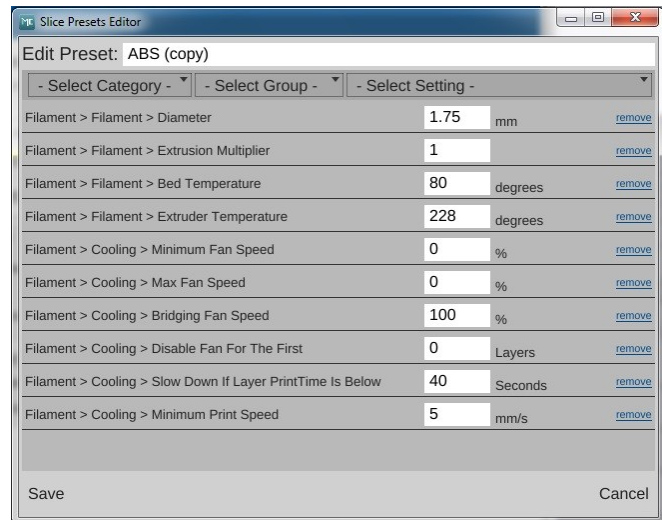 Slice Presets Editor
Edit Preset: ABS (copy)
- Select Category - - Select Group - - Select Setting -
Filament > Filament > Diameter 1.75 mm remove
Filament > Filament > Extrusion Multiplier 1 remove
Filament > Filament > Bed Temperature 80 degrees remove
Filament > Filament > Extruder Temperature 228 degrees remove
Filament > Cooling > Minimum Fan Speed 0 % remove
Filament > Cooling > Max Fan Speed 0 % remove
Filament > Cooling > Bridging Fan Speed 100 % remove
Filament > Cooling > Disable Fan For The First 0 Layers remove
Filament > Cooling > Slow Down If Layer PrintTime Is Below 40 Seconds remove
Filament > Cooling > Minimum Print Speed 5 mm/s remove
Save Cancel